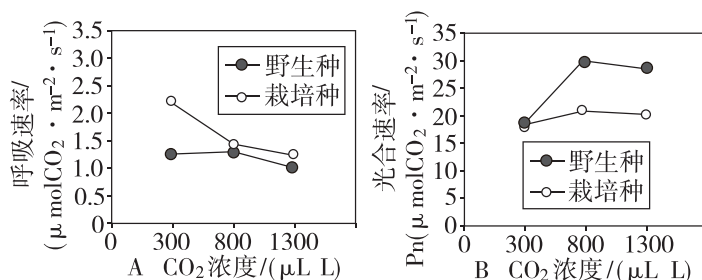 呼吸速率/
(μ molCO₂·m⁻²·s⁻¹)
3.5
3.0
2.5
2.0
1.5
1.0
0.5
0
野生种
栽培种
300 800 1300
A CO₂浓度/(μL L)
光合速率/
Pn(μ molCO₂·m⁻²·s⁻¹)
35
30
25
20
15
10
5
0
野生种
栽培种
300 800 1300
B CO₂浓度/(μL L)